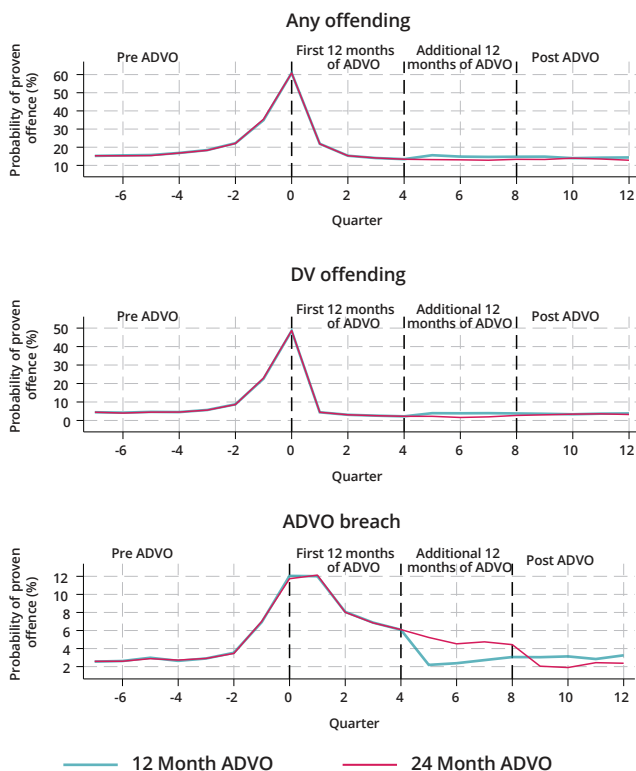 Any offending
Pre ADVO
First 12 months
of ADVO
Additional 12
months of ADVO
Post ADVO
Probability of proven
offence (%)
60
50
40
30
20
10
-6 -4 -2 0 2 4 6 8 10 12
Quarter
DV offending
Pre ADVO
First 12 months
of ADVO
Additional 12
months of ADVO
Post ADVO
Probability of proven
offence (%)
50
40
30
20
10
0
-6 -4 -2 0 2 4 6 8 10 12
Quarter
ADVO breach
Pre ADVO
First 12 months
of ADVO
Additional 12
months of ADVO
Post ADVO
Probability of proven
offence (%)
12
10
8
6
4
2
-6 -4 -2 0 2 4 6 8 10 12
Quarter
12 Month ADVO 24 Month ADVO